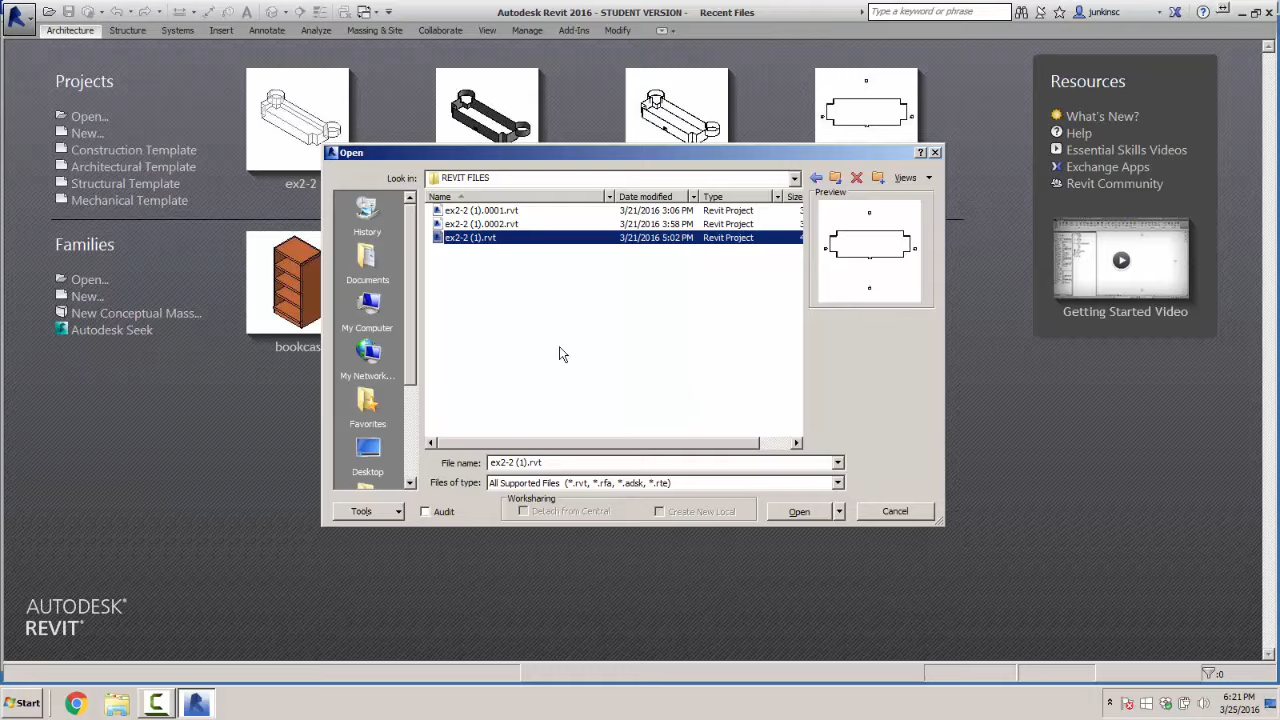 Autodesk Revit 2016 - STUDENT VERSION - Recent Files
Type a keyword or phrase
junkinsc
Architecture Structure Systems Insert Annotate Analyze Massing & Site Collaborate View Manage Add-Ins Modify
Projects
Open...
New...
Construction Template
Architectural Template
Structural Template
Mechanical Template
ex2-2
Families
Open...
New...
New Conceptual Mass...
Autodesk Seek
bookcas
Resources
What's New?
Help
Essential Skills Videos
Exchange Apps
Revit Community
Getting Started Video
Open
Look in: REVIT FILES
Views
Name Date modified Type Size
ex2-2 (1).0001.rvt 3/21/2016 3:06 PM Revit Project
ex2-2 (1).0002.rvt 3/21/2016 3:58 PM Revit Project
ex2-2 (1).rvt 3/21/2016 5:02 PM Revit Project
Preview
History
Documents
My Computer
My Network...
Favorites
Desktop
File name: ex2-2 (1).rvt
Files of type: All Supported Files (*.rvt, *.rfa, *.adsk, *.rte)
Worksharing
Tools Audit Detach from Central Create New Local Open Cancel
AUTODESK®
REVIT®
:0
Start
6:21 PM
3/25/2016